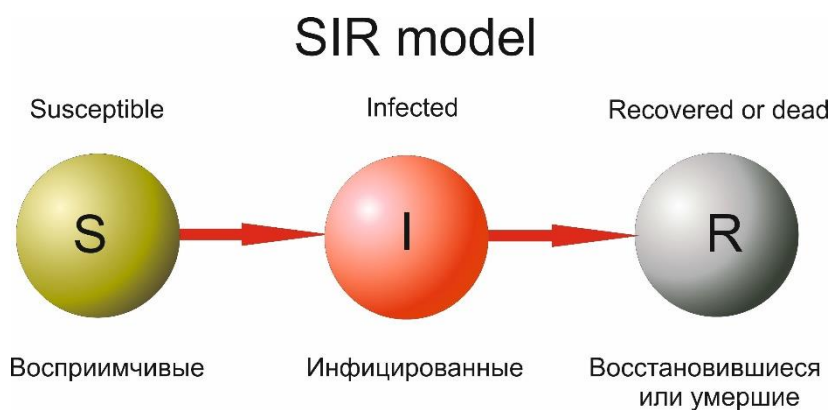 SIR model
Susceptible
Infected
Recovered or dead
S
I
R
Восприимчивые
Инфицированные
Восстановившиеся
или умершие